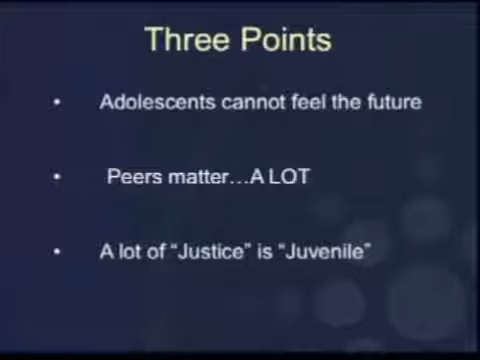 Three Points
• Adolescents cannot feel the future
• Peers matter…A LOT
• A lot of “Justice” is “Juvenile”